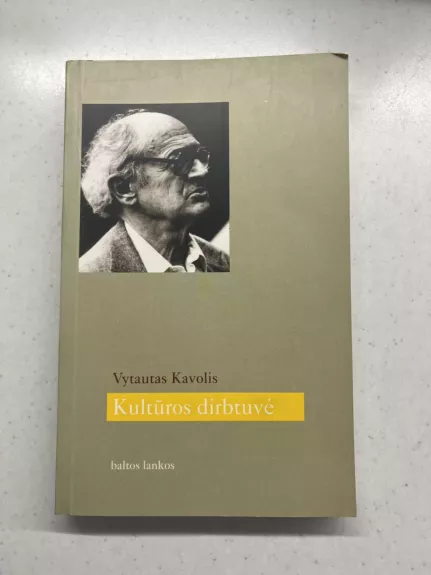 Vytautas Kavolis
Kultūros dirbtuvė
baltos lankos